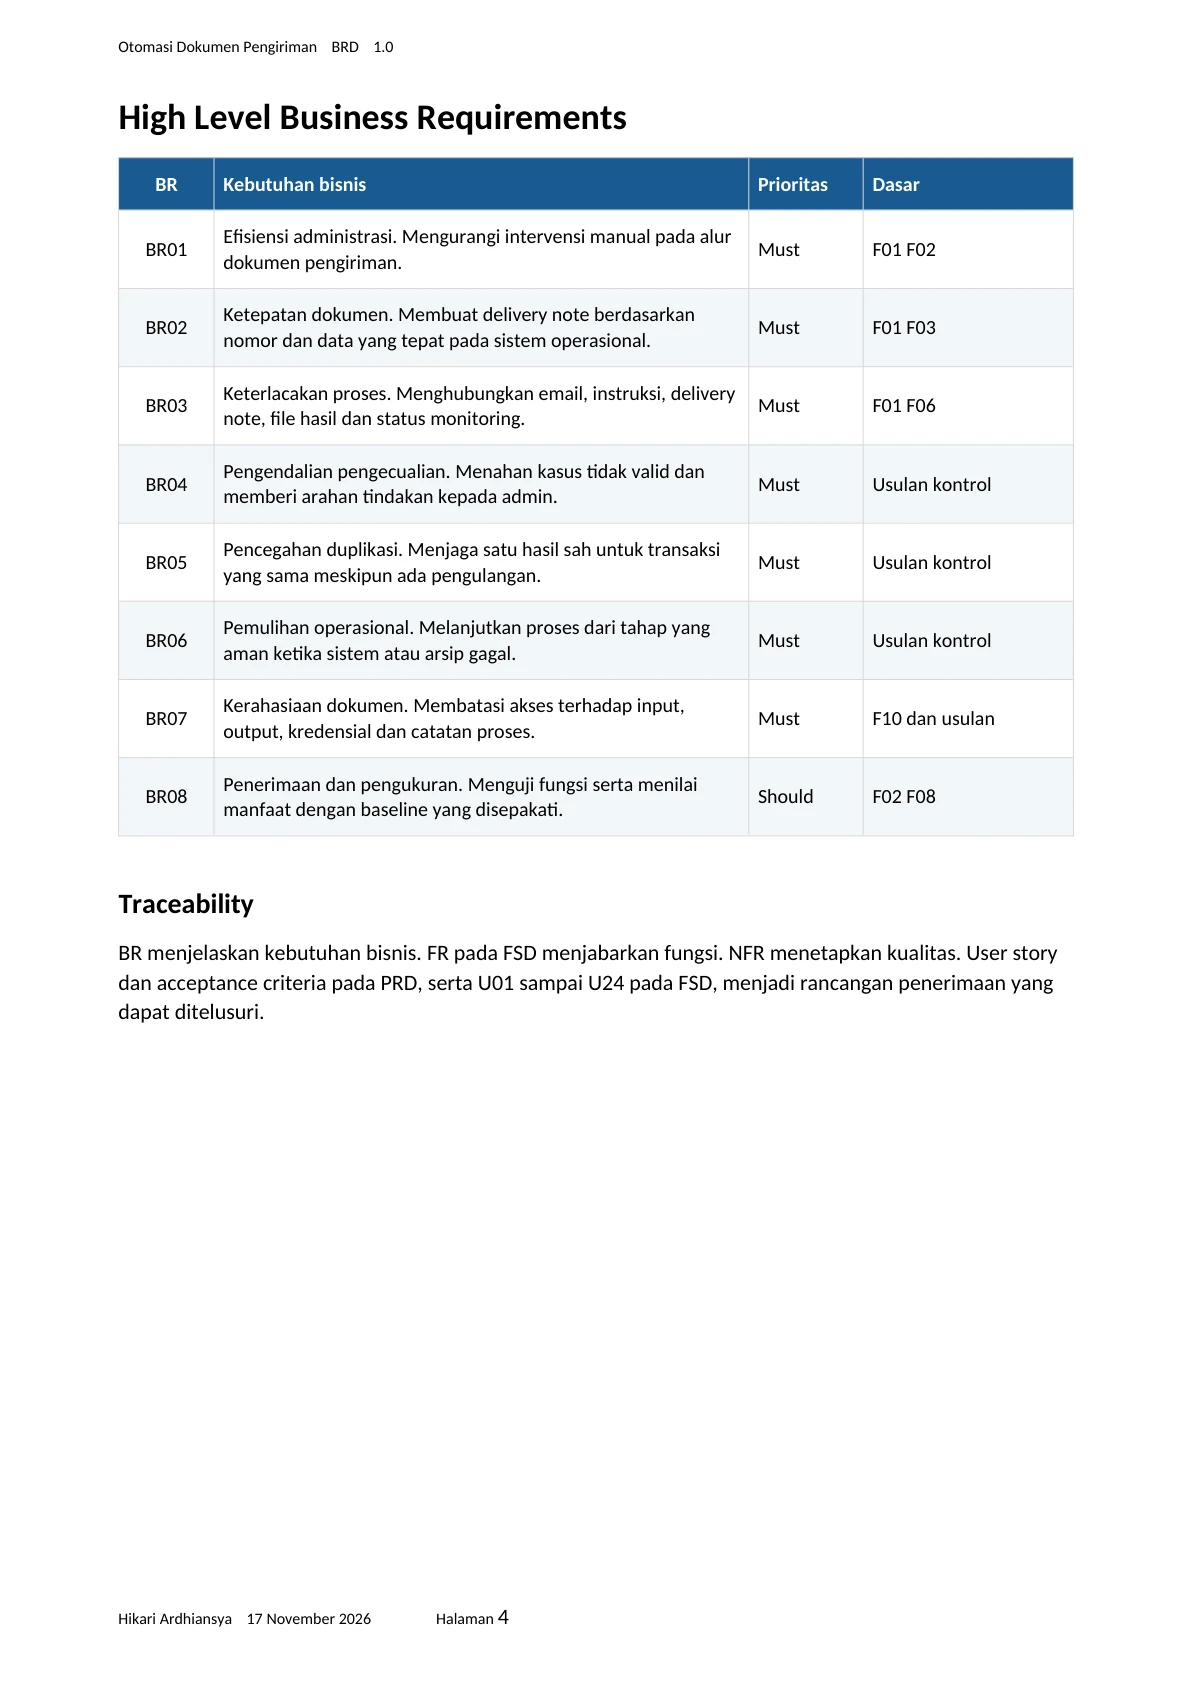 Otomasi Dokumen Pengiriman BRD 1.0
High Level Business Requirements
BR Kebutuhan bisnis Prioritas Dasar
BR01 Efisiensi administrasi. Mengurangi intervensi manual pada alur Must F01 F02
dokumen pengiriman.
BR02 Ketepatan dokumen. Membuat delivery note berdasarkan Must F01 F03
nomor dan data yang tepat pada sistem operasional.
BR03 Keterlacakan proses. Menghubungkan email, instruksi, delivery Must F01 F06
note, file hasil dan status monitoring.
BR04 Pengendalian pengecualian. Menahan kasus tidak valid dan Must Usulan kontrol
memberi arahan tindakan kepada admin.
BR05 Pencegahan duplikasi. Menjaga satu hasil sah untuk transaksi Must Usulan kontrol
yang sama meskipun ada pengulangan.
BR06 Pemulihan operasional. Melanjutkan proses dari tahap yang Must Usulan kontrol
aman ketika sistem atau arsip gagal.
BR07 Kerahasiaan dokumen. Membatasi akses terhadap input, Must F10 dan usulan
output, kredensial dan catatan proses.
BR08 Penerimaan dan pengukuran. Menguji fungsi serta menilai Should F02 F08
manfaat dengan baseline yang disepakati.
Traceability
BR menjelaskan kebutuhan bisnis. FR pada FSD menjabarkan fungsi. NFR menetapkan kualitas. User story
dan acceptance criteria pada PRD, serta U01 sampai U24 pada FSD, menjadi rancangan penerimaan yang
dapat ditelusuri.
Hikari Ardhiansya 17 November 2026 Halaman 4